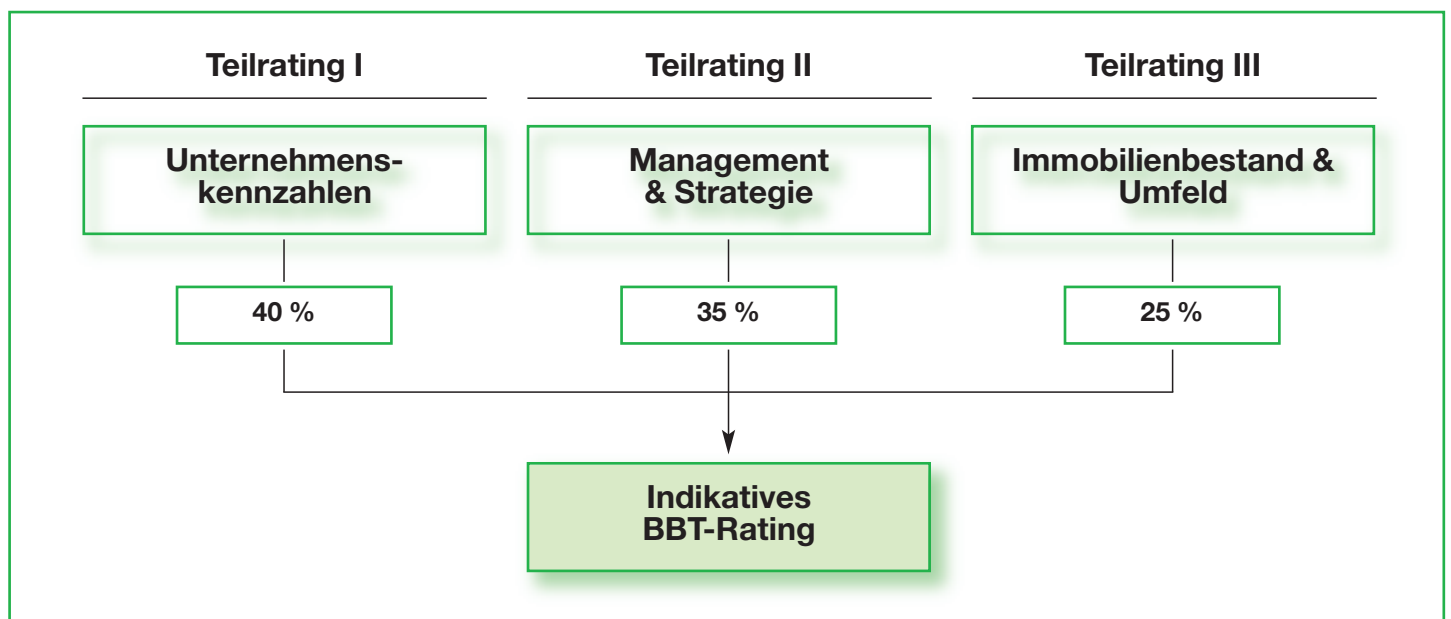 Teilrating I
Teilrating II
Teilrating III
Unternehmens-
kennzahlen
Management
& Strategie
Immobilienbestand &
Umfeld
40 %
35 %
25 %
Indikatives
BBT-Rating